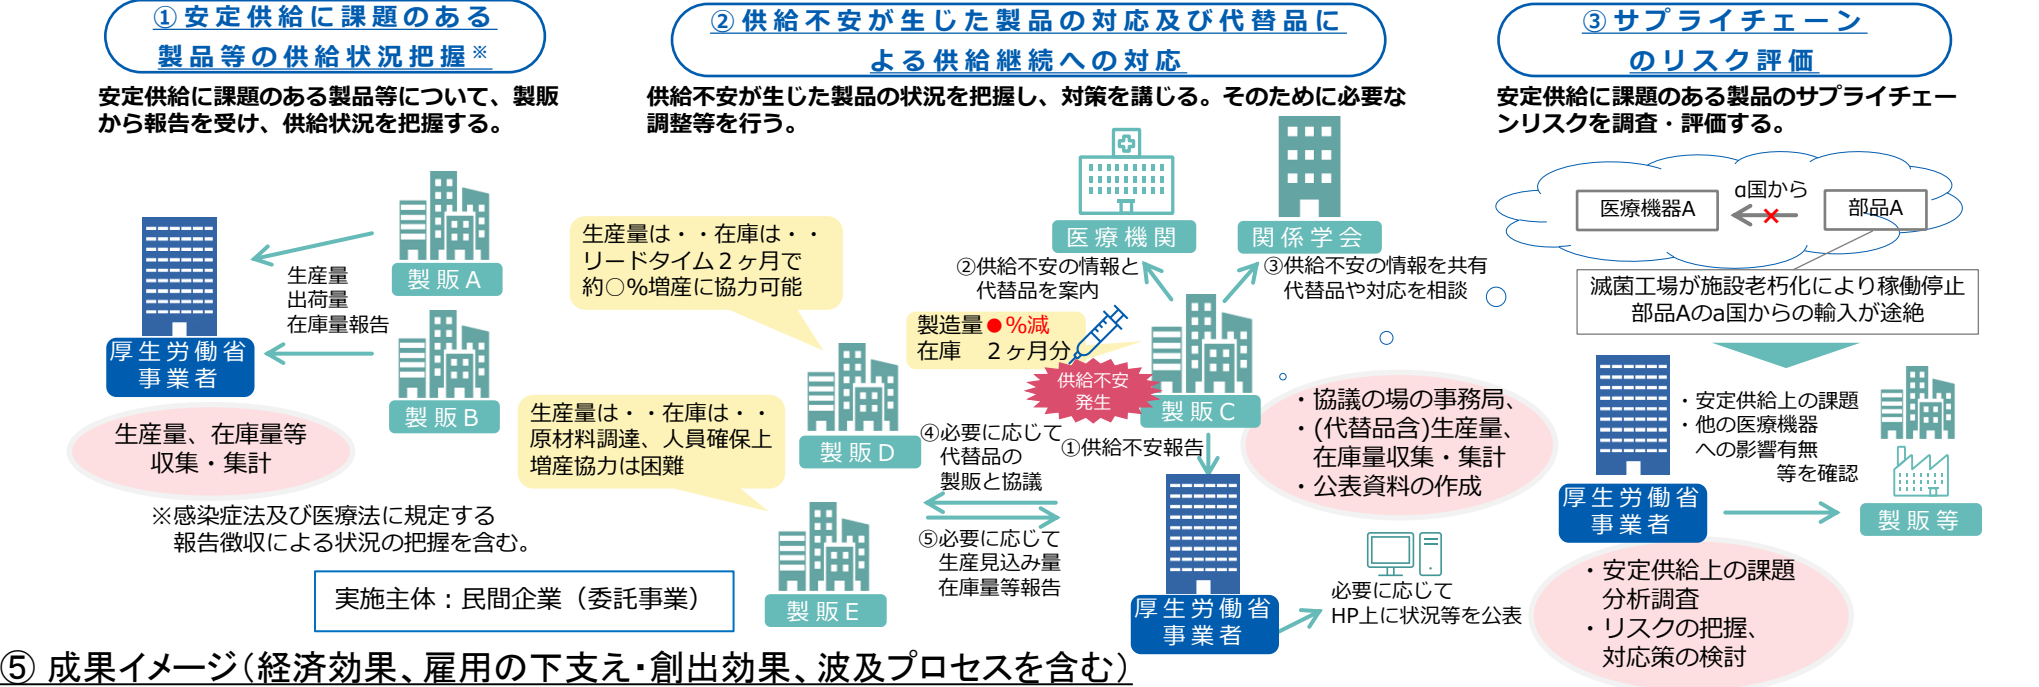 ①安定供給に課題のある
製品等の供給状況把握※
安定供給に課題のある製品等について、製販
から報告を受け、供給状況を把握する。
製販A
生産量
出荷量
在庫量報告
製販B
厚生労働省
事業者
生産量、在庫量等
収集・集計
※感染症法及び医療法に規定する
報告徴収による状況の把握を含む。
実施主体：民間企業（委託事業）
②供給不安が生じた製品の対応及び代替品に
よる供給継続への対応
供給不安が生じた製品の状況を把握し、対策を講じる。そのために必要な
調整等を行う。
医療機関
関係学会
生産量は・・在庫は・・
リードタイム２ヶ月で
約○%増産に協力可能
②供給不安の情報と
代替品を案内
③供給不安の情報を共有
代替品や対応を相談
製造量●%減
在庫　２ヶ月分
供給不安
発生
製販C
製販D
生産量は・・在庫は・・
原材料調達、人員確保上
増産協力は困難
①供給不安報告
④必要に応じて
代替品の
製販と協議
⑤必要に応じて
生産見込み量
在庫量等報告
製販E
・協議の場の事務局、
・(代替品含)生産量、
在庫量収集・集計
・公表資料の作成
厚生労働省
事業者
必要に応じて
HP上に状況等を公表
③サプライチェーン
のリスク評価
安定供給に課題のある製品のサプライチェー
ンリスクを調査・評価する。
医療機器A
α国から
部品A
滅菌工場が施設老朽化により稼働停止
部品Aのa国からの輸入が途絶
・安定供給上の課題
・他の医療機器
への影響有無
等を確認
厚生労働省
事業者
製販等
・安定供給上の課題
分析調査
・リスクの把握、
対応策の検討
⑤ 成果イメージ（経済効果、雇用の下支え・創出効果、波及プロセスを含む）